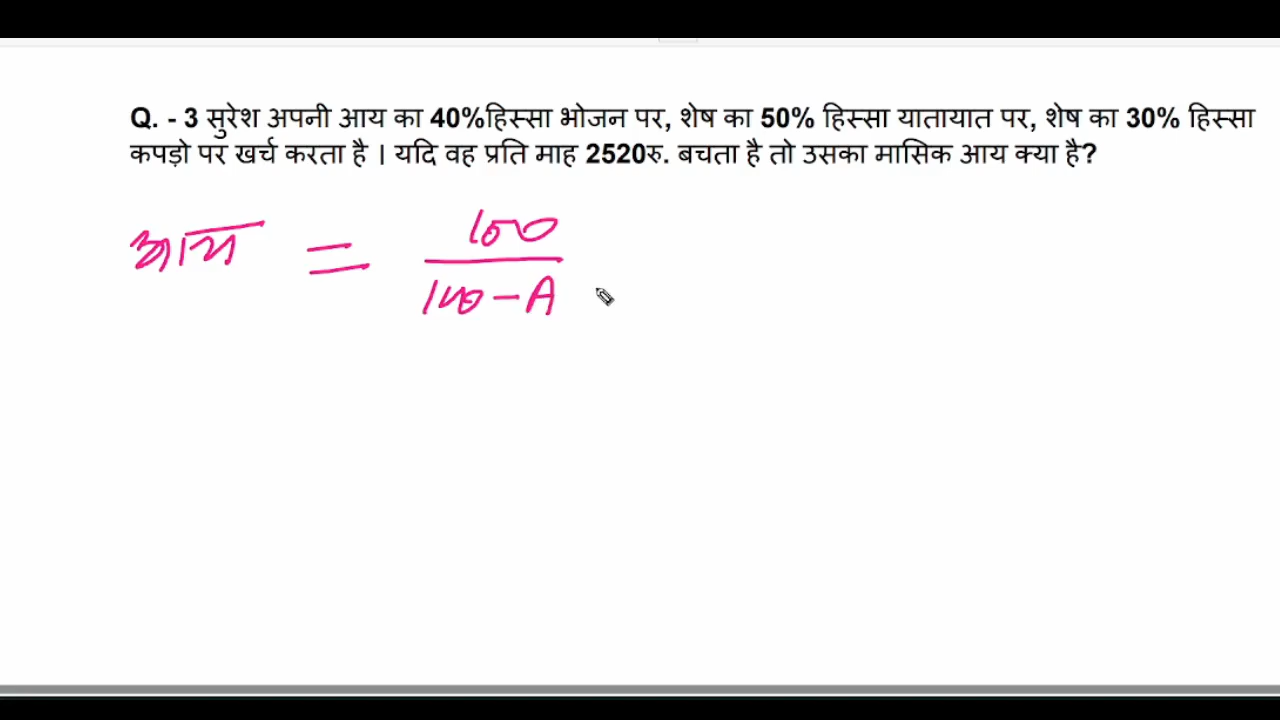 Q. - 3 सुरेश अपनी आय का 40%हिस्सा भोजन पर, शेष का 50% हिस्सा यातायात पर, शेष का 30% हिस्सा
कपड़ो पर खर्च करता है । यदि वह प्रति माह 2520रु. बचता है तो उसका मासिक आय क्या है?
आय = 100
100-A